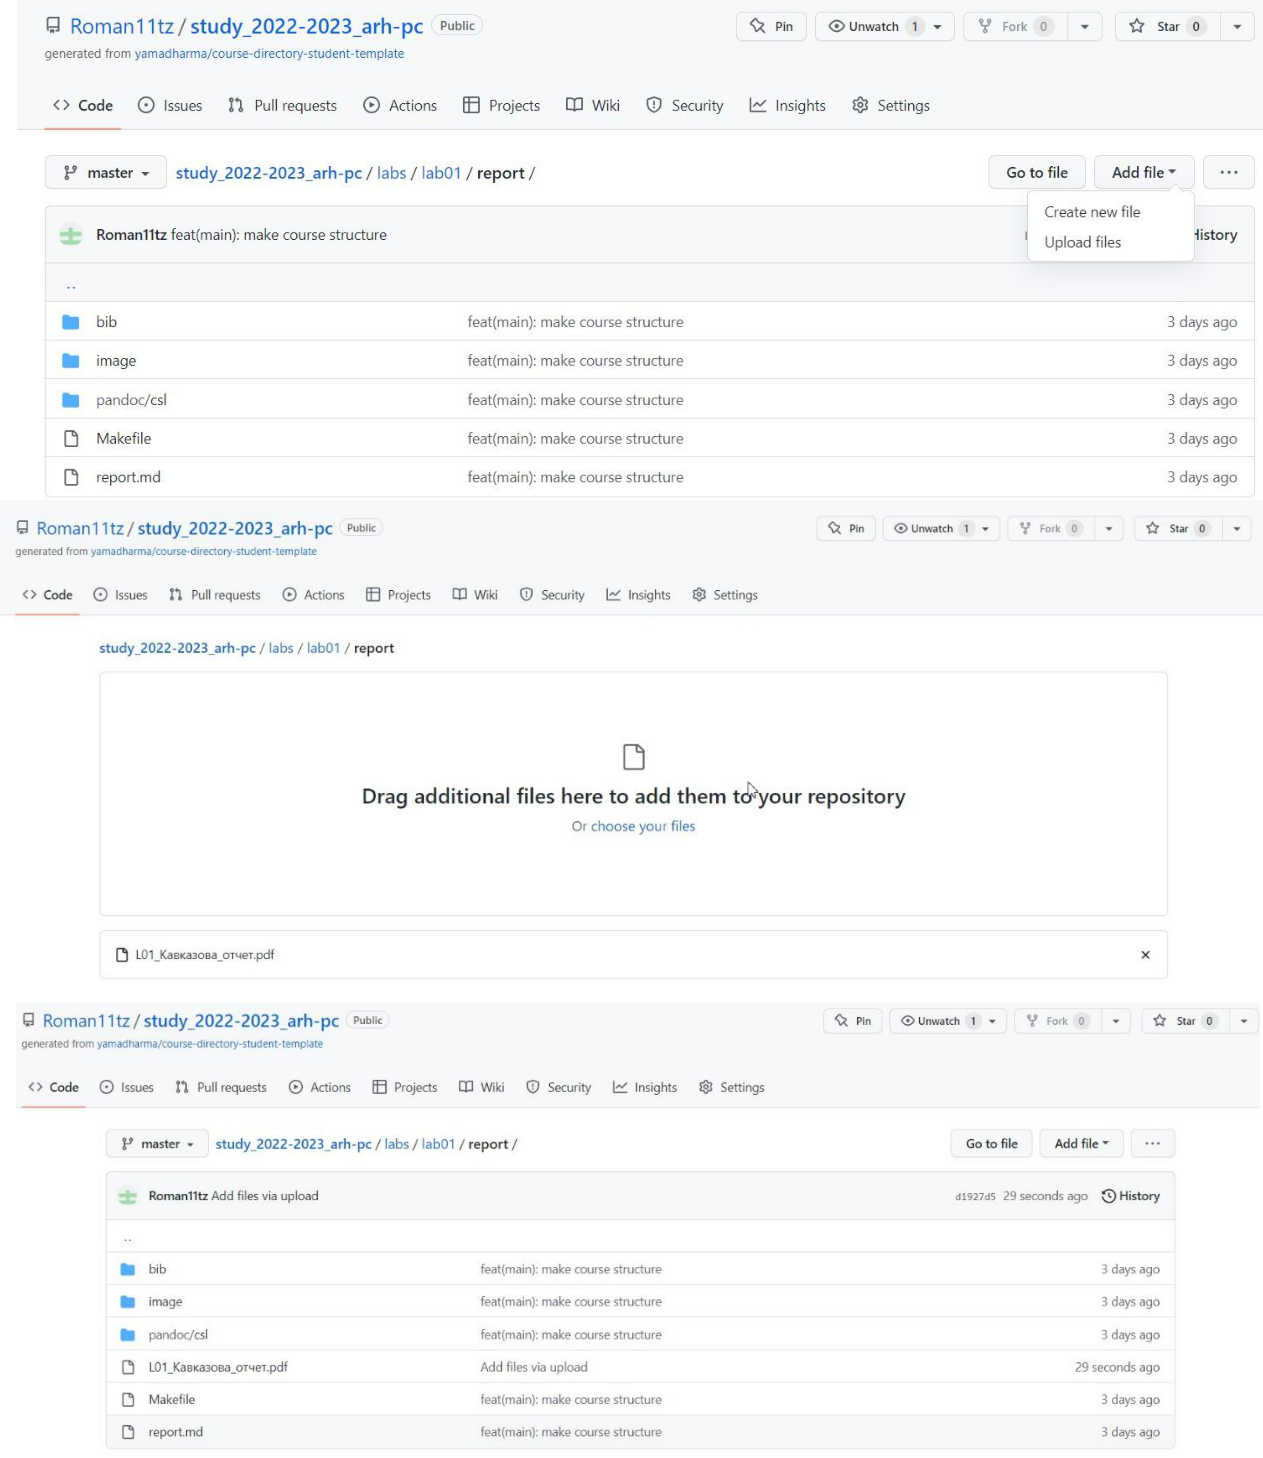 Roman11tz / study_2022-2023_arh-pc Public Pin Unwatch 1 Fork 0 Star 0
generated from yamadharma/course-directory-student-template
Code Issues Pull requests Actions Projects Wiki Security Insights Settings
master study_2022-2023_arh-pc / labs / lab01 / report / Go to file Add file ...
Create new file
Roman11tz feat(main): make course structure History
Upload files
..
bib feat(main): make course structure 3 days ago
image feat(main): make course structure 3 days ago
pandoc/csl feat(main): make course structure 3 days ago
Makefile feat(main): make course structure 3 days ago
report.md feat(main): make course structure 3 days ago
Roman11tz / study_2022-2023_arh-pc Public Pin Unwatch 1 Fork 0 Star 0
generated from yamadharma/course-directory-student-template
Code Issues Pull requests Actions Projects Wiki Security Insights Settings
study_2022-2023_arh-pc / labs / lab01 / report
Drag additional files here to add them to your repository
Or choose your files
Л01_Кавказова_отчет.pdf ×
Roman11tz / study_2022-2023_arh-pc Public Pin Unwatch 1 Fork 0 Star 0
generated from yamadharma/course-directory-student-template
Code Issues Pull requests Actions Projects Wiki Security Insights Settings
master study_2022-2023_arh-pc / labs / lab01 / report / Go to file Add file ...
Roman11tz Add files via upload d1927d5 29 seconds ago History
..
bib feat(main): make course structure 3 days ago
image feat(main): make course structure 3 days ago
pandoc/csl feat(main): make course structure 3 days ago
Л01_Кавказова_отчет.pdf Add files via upload 29 seconds ago
Makefile feat(main): make course structure 3 days ago
report.md feat(main): make course structure 3 days ago